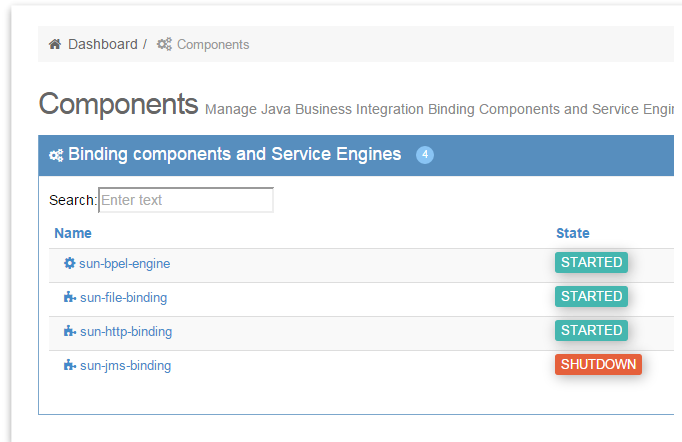 Dashboard / Components
Components Manage Java Business Integration Binding Components and Service
Binding components and Service Engines 4
Search: Enter text
Name State
sun-bpel-engine STARTED
sun-file-binding STARTED
sun-http-binding STARTED
sun-jms-binding SHUTDOWN